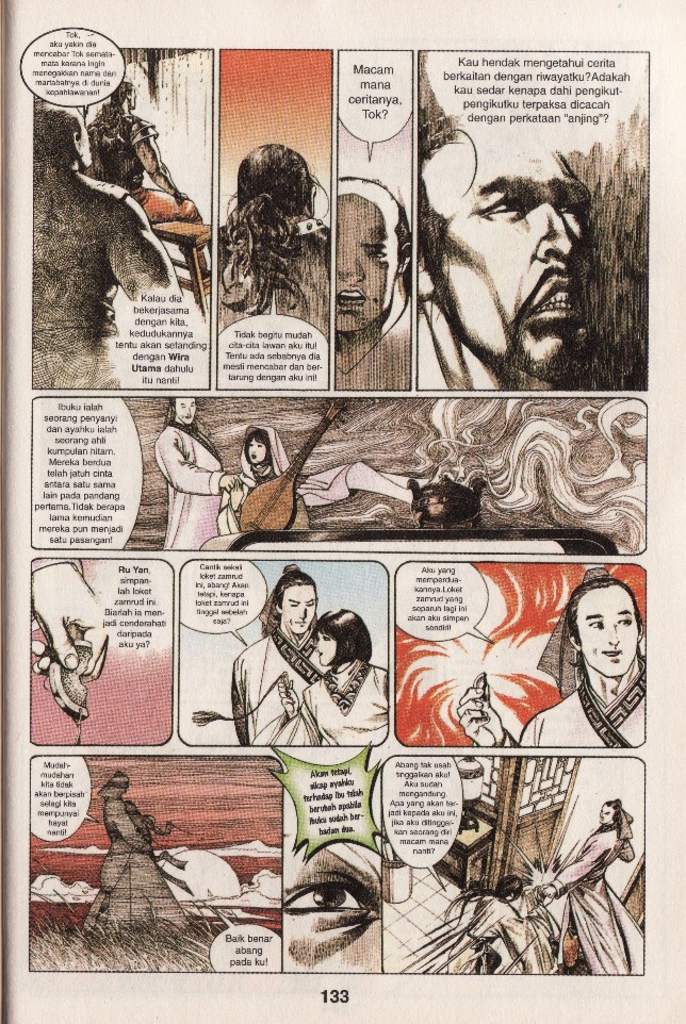 Tok,
aku yakin dia
mencabar Tok semata-
mata kerana ingin
menegakkan nama dan
martabatnya di dunia
kepahlawanan!
Kalau dia
bekerjasama
dengan kita,
kedudukannya
tentu akan setanding
dengan Wira
Utama dahulu
itu nanti!
Tidak begitu mudah
cita-cita lawan aku itu!
Tentu ada sebabnya dia
mesti mencabar dan ber-
tarung dengan aku ini!
Macam
mana
ceritanya,
Tok?
Kau hendak mengetahui cerita
berkaitan dengan riwayatku?Adakah
kau sedar kenapa dahi pengikut-
pengikutku terpaksa dicacah
dengan perkataan "anjing"?
Ibuku ialah
seorang penyanyi
dan ayahku ialah
seorang ahli
kumpulan hitam.
Mereka berdua
telah jatuh cinta
antara satu sama
lain pada pandang
pertama.Tidak berapa
lama kemudian
mereka pun menjadi
satu pasangan!
Ru Yan,
simpan-
lah loket
zamrud ini.
Biarlah ia men-
jadi cenderahati
daripada
aku ya?
Cantik sekali
loket zamrud
ini, abang! Akan
tetapi, kenapa
loket zamrud ini
tinggal sebelah
saja?
Aku yang
memperdua-
kannya.Loket
zamrud yang
separuh lagi ini
akan aku simpan
sendiri!
Mudah-
mudahan
kita tidak
akan berpisah
selagi kita
mempunyai
hayat
nanti!
Baik benar
abang
pada ku!
Akan tetapi,
sikap ayahku
terhadap ibu telah
berubah apabila
ibuku sudah ber-
badan dua.
Abang tak usah
tinggalkan aku!
Aku sudah
mengandung.
Apa yang akan ter-
jadi kepada aku ini,
jika aku ditinggal-
kan seorang diri
macam mana
nanti?
133